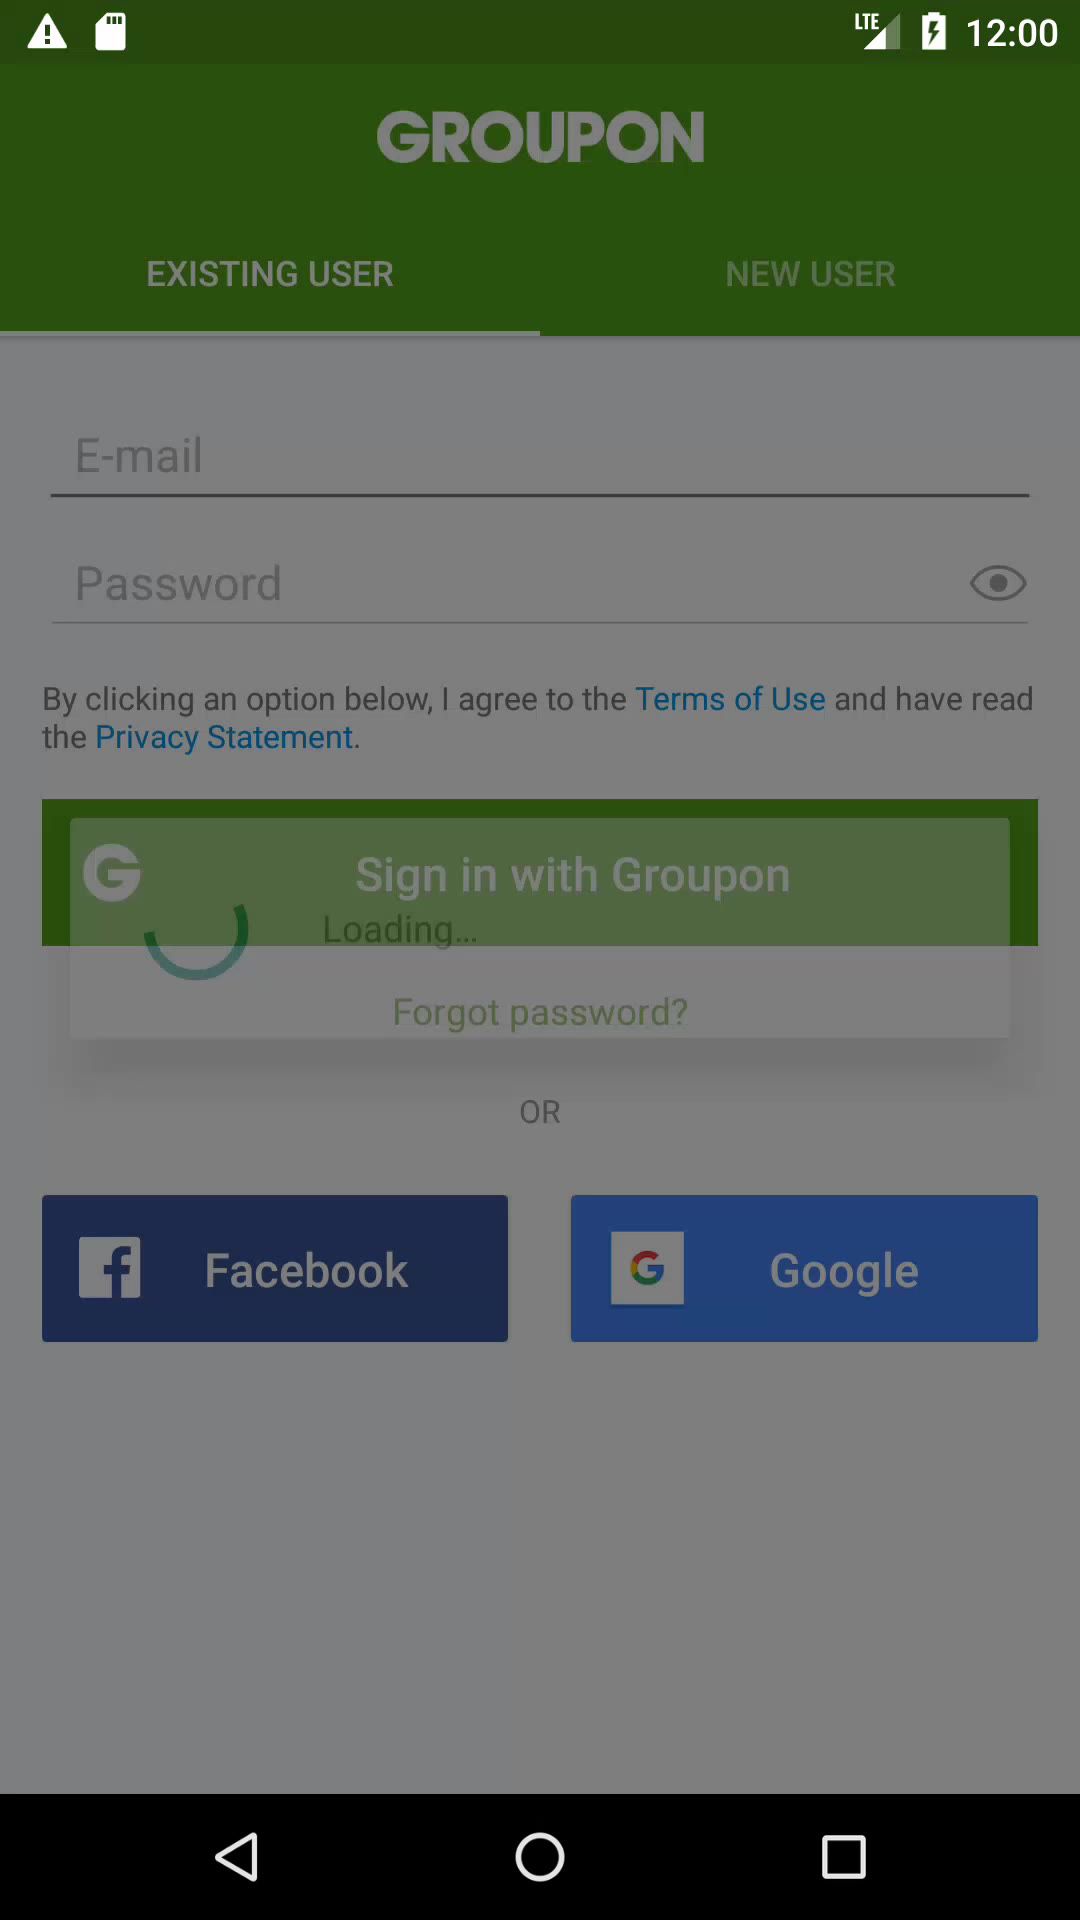 LTE 12:00
GROUPON
EXISTING USER
NEW USER
E-mail
Password
By clicking an option below, I agree to the Terms of Use and have read
the Privacy Statement.
Sign in with Groupon
Loading...
Forgot password?
OR
Facebook
Google